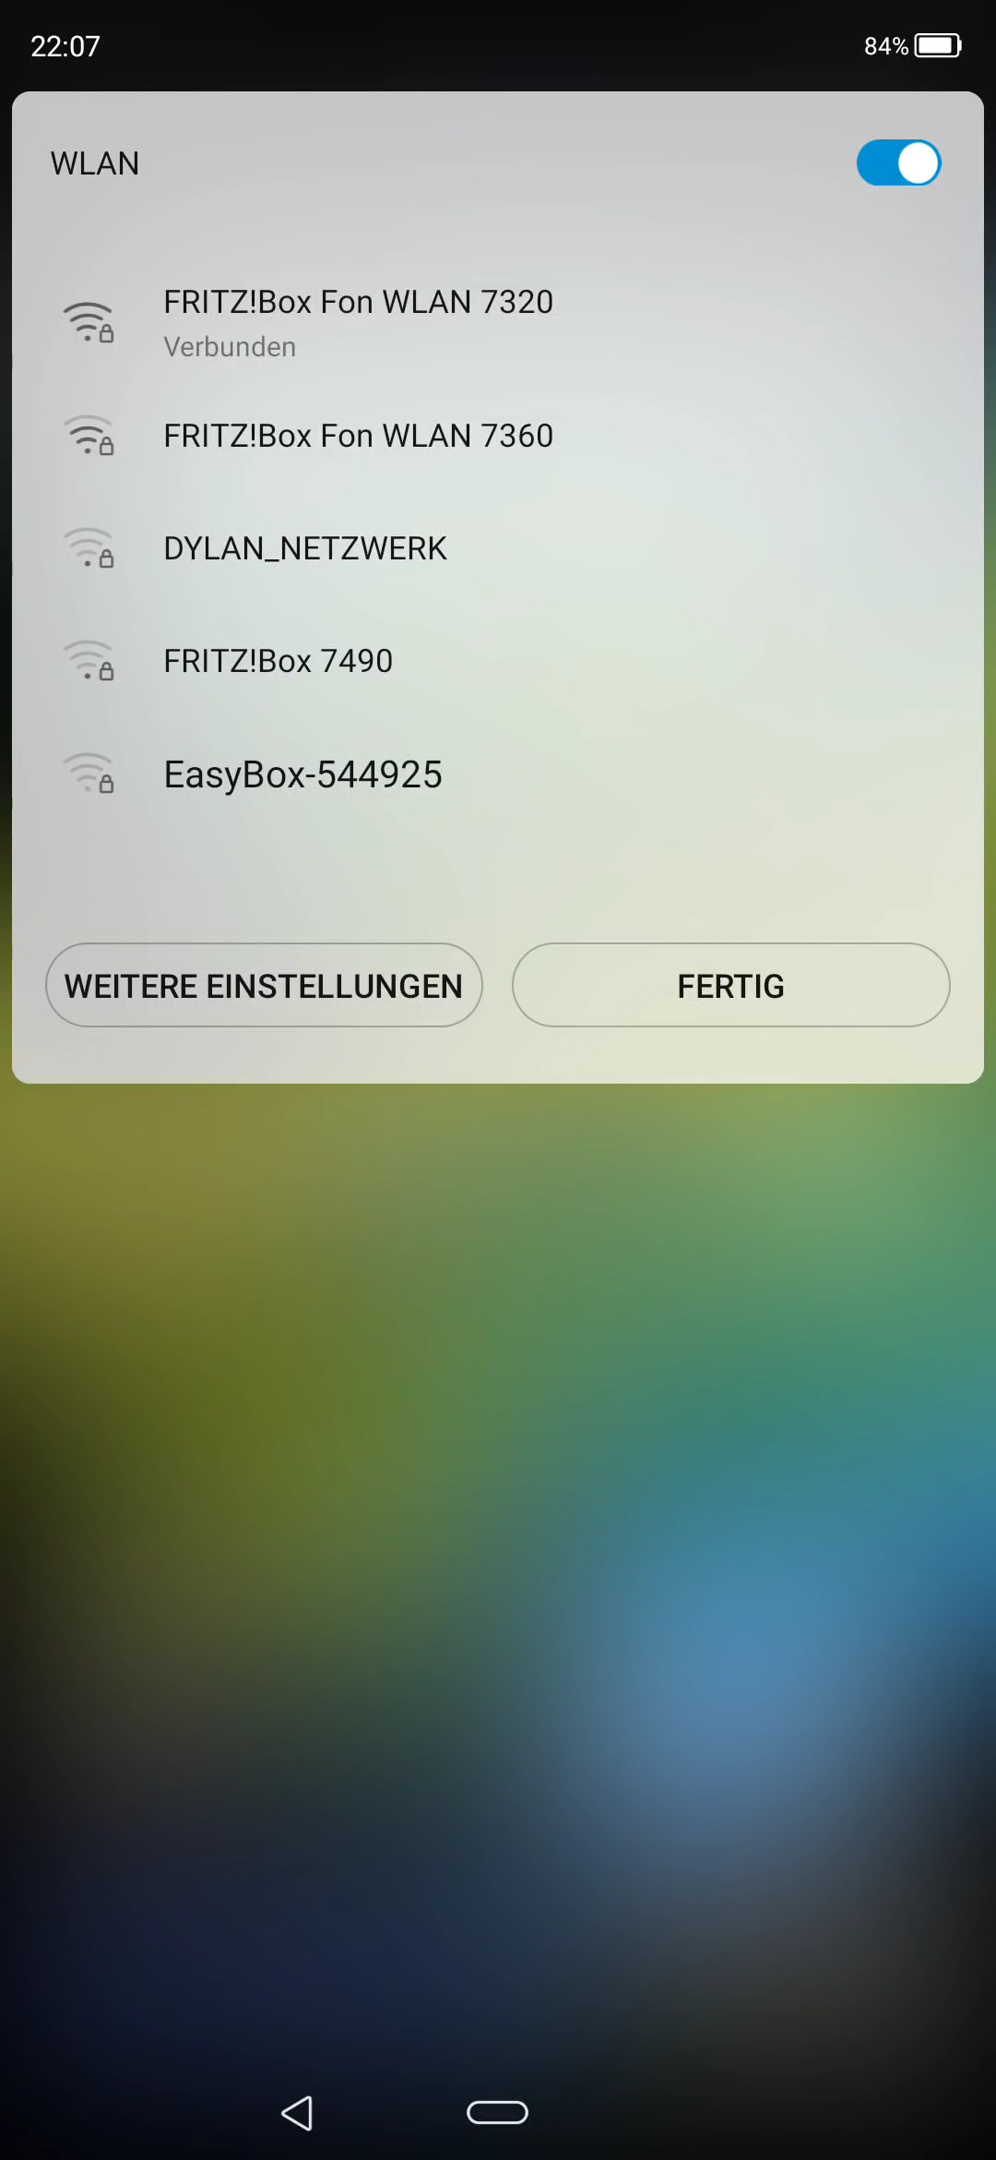 22:07
84%
WLAN
FRITZ!Box Fon WLAN 7320
Verbunden
FRITZ!Box Fon WLAN 7360
DYLAN_NETZWERK
FRITZ!Box 7490
EasyBox-544925
WEITERE EINSTELLUNGEN
FERTIG